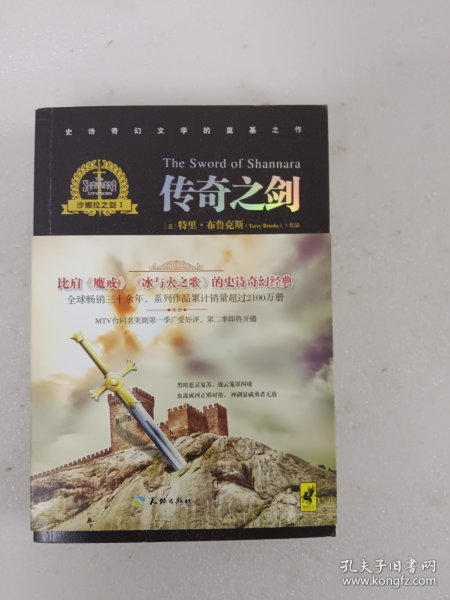 史诗奇幻文学的奠基之作
The Sword of Shannara
SHANNARA
CHRONICLES
沙娜拉之剑 I
传奇之剑
[美] 特里·布鲁克斯 (Terry Brooks) 作品
比肩《魔戒》《冰与火之歌》的史诗奇幻经典
全球畅销三十余年，系列作品累计销量超过2100万册
MTV台同名美剧第一季广受好评，第二季即将开播
黑暗恶灵复苏，战云笼罩四境
血流成河正邪对垒，神剑显威勇者无敌
天地出版社
孔夫子旧书网
www.kongfz.com